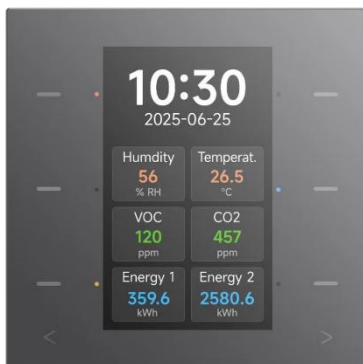 10:30
2025-06-25
Humdity Temperat.
56 26.5
% RH °C
VOC CO2
120 457
ppm ppm
Energy 1 Energy 2
359.6 2580.6
kWh kWh
< >